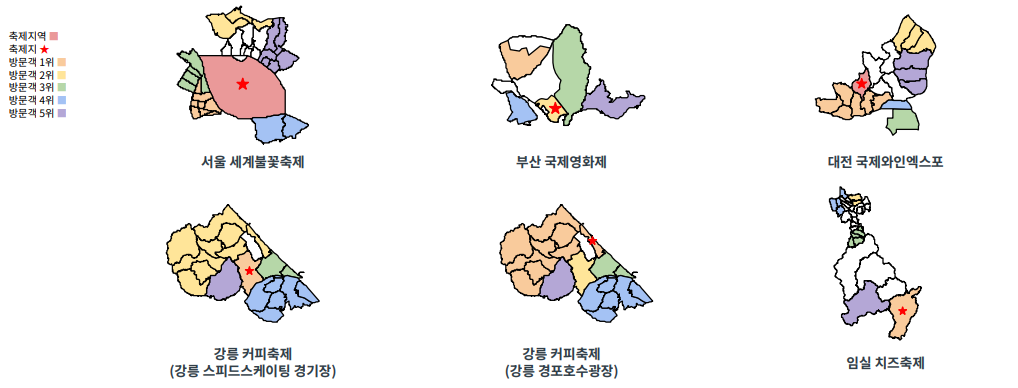 축제지역
축제지
방문객 1위
방문객 2위
방문객 3위
방문객 4위
방문객 5위
서울 세계불꽃축제
부산 국제영화제
대전 국제와인엑스포
강릉 커피축제
(강릉 스피드스케이팅 경기장)
강릉 커피축제
(강릉 경포호수광장)
임실 치즈축제